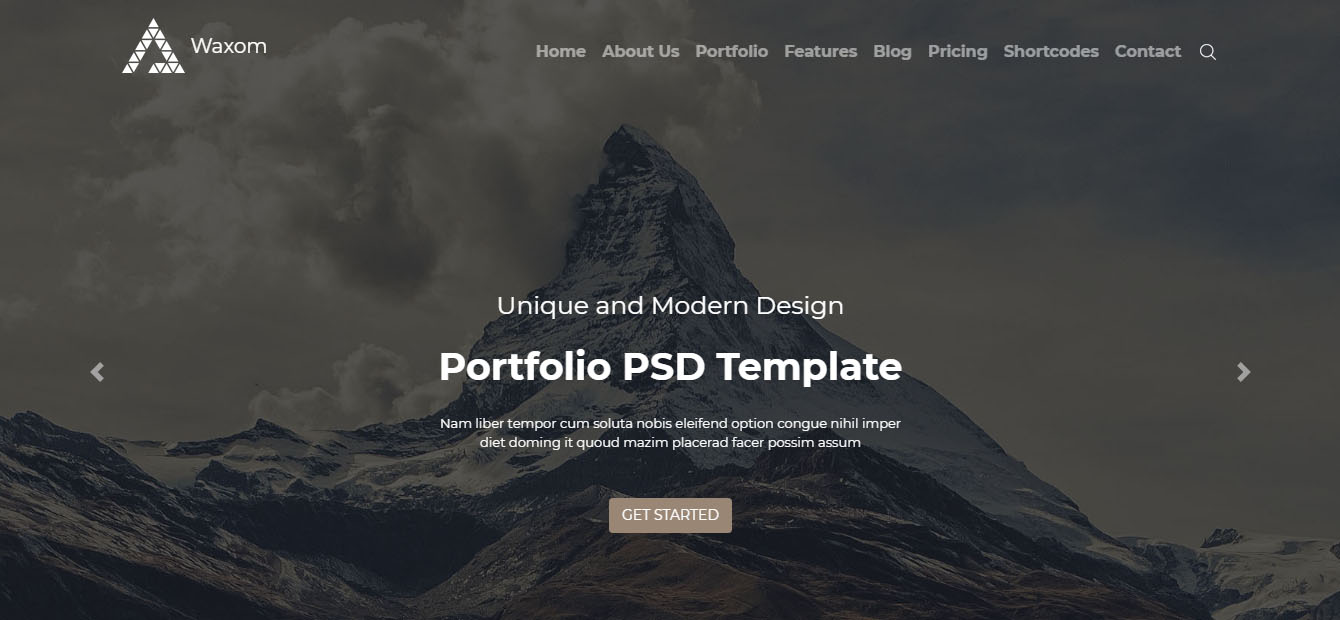 Waxom
Home About Us Portfolio Features Blog Pricing Shortcodes Contact
Unique and Modern Design
Portfolio PSD Template
Nam liber tempor cum soluta nobis eleifend option congue nihil imper
diet doming it quoud mazim placerad facer possim assum
GET STARTED